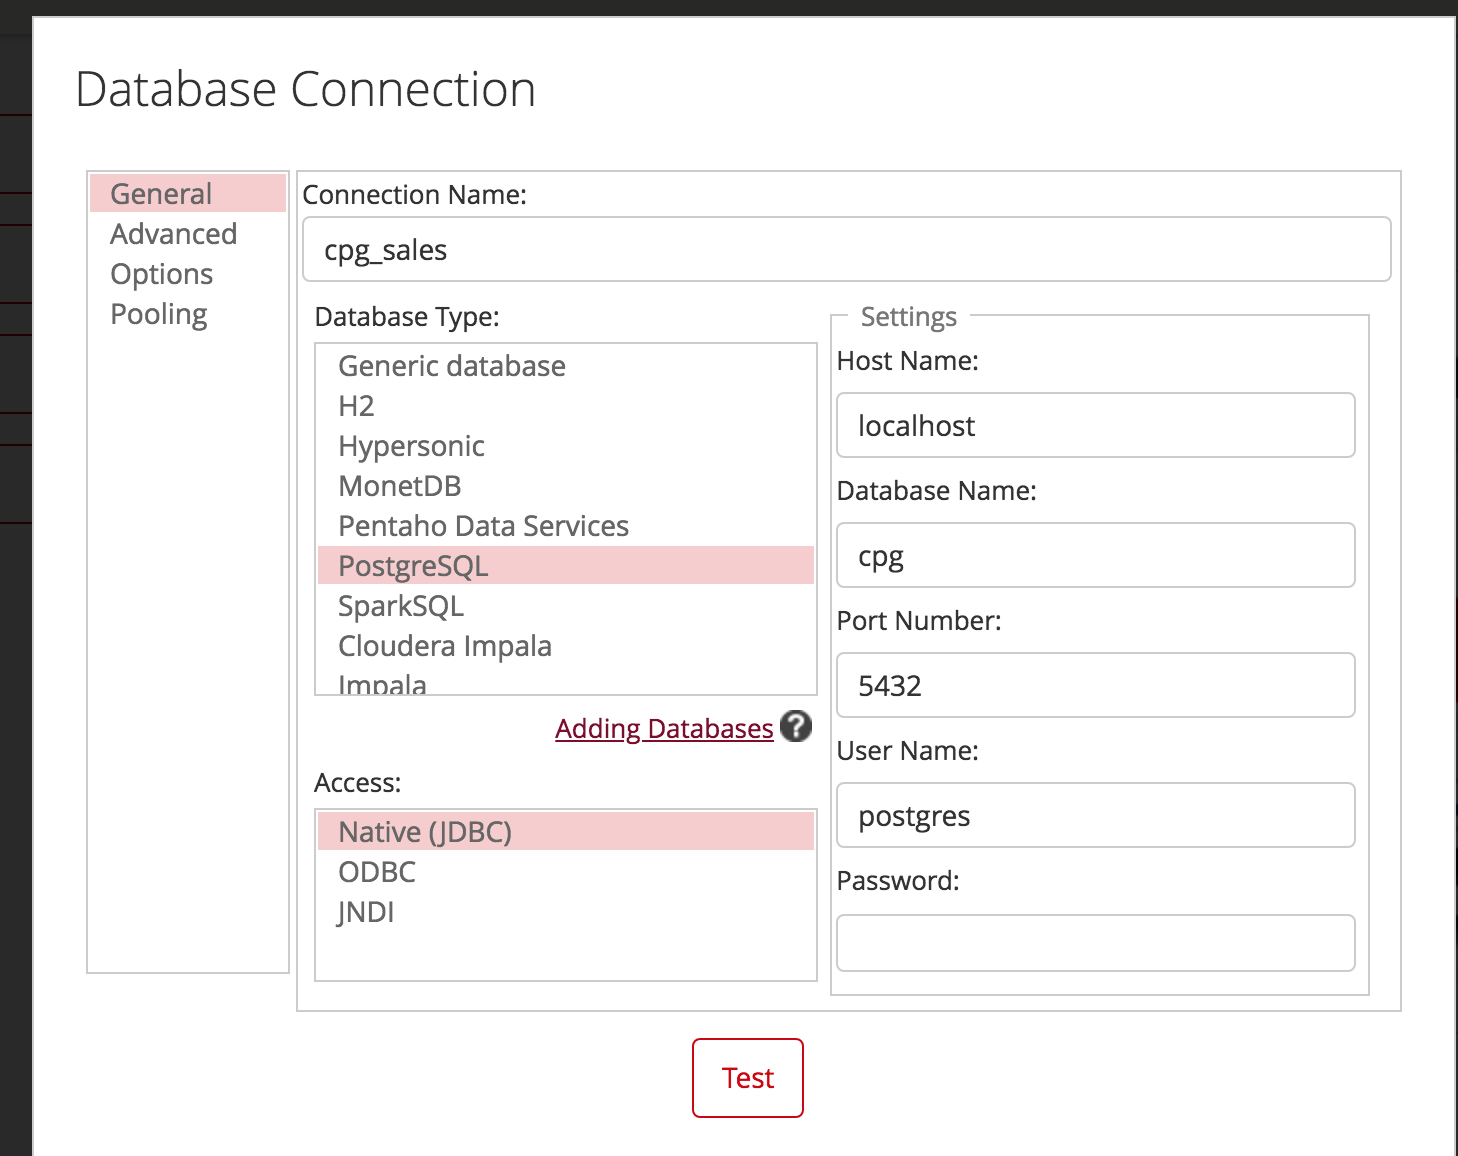 Database Connection
General
Advanced
Options
Pooling
Connection Name:
cpg_sales
Database Type:
Generic database
H2
Hypersonic
MonetDB
Pentaho Data Services
PostgreSQL
SparkSQL
Cloudera Impala
Impala
Adding Databases ?
Access:
Native (JDBC)
ODBC
JNDI
Settings
Host Name:
localhost
Database Name:
cpg
Port Number:
5432
User Name:
postgres
Password:
Test